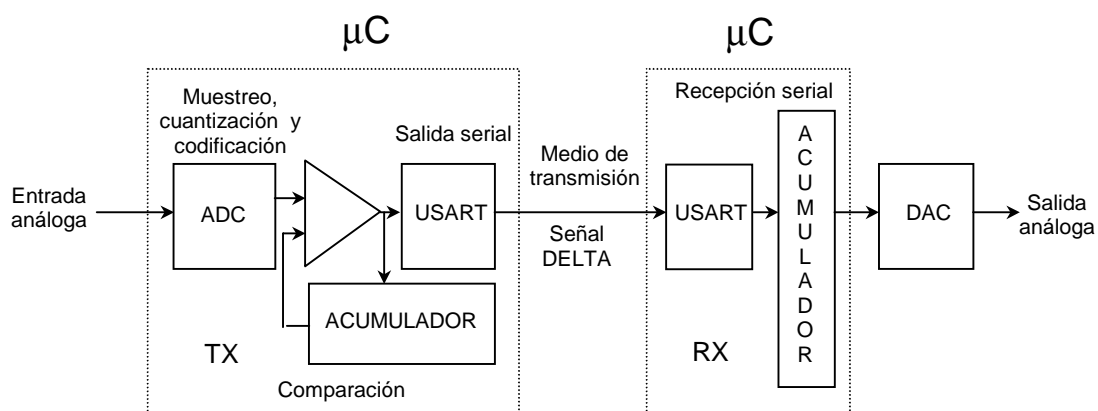 μC
μC
Muestreo,
cuantización y
codificación
Salida serial
Recepción serial
Medio de
transmisión
Entrada
análoga
ADC
USART
USART
ACUMULADOR
DAC
Salida
análoga
Señal
DELTA
ACUMULADOR
TX
RX
Comparación